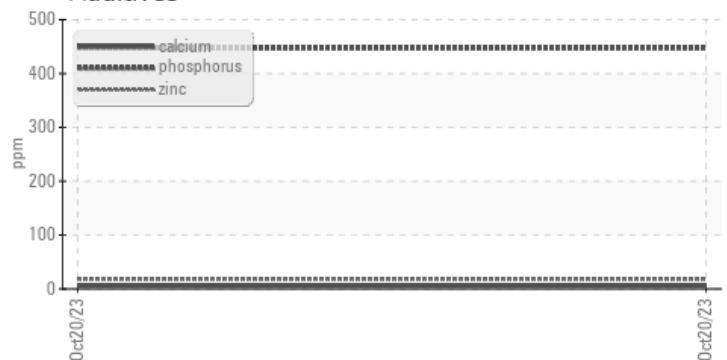 Additives
500
400
300
200
100
0
ppm
calcium
phosphorus
zinc
Oct20/23
Oct20/23